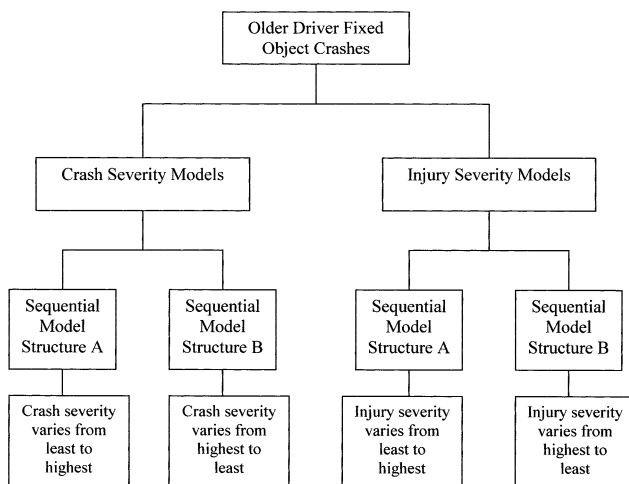 Older Driver Fixed
Object Crashes
Crash Severity Models
Injury Severity Models
Sequential
Model
Structure A
Sequential
Model
Structure B
Sequential
Model
Structure A
Sequential
Model
Structure B
Crash severity
varies from
least to
highest
Crash severity
varies from
highest to
least
Injury severity
varies from
least to
highest
Injury severity
varies from
highest to
least